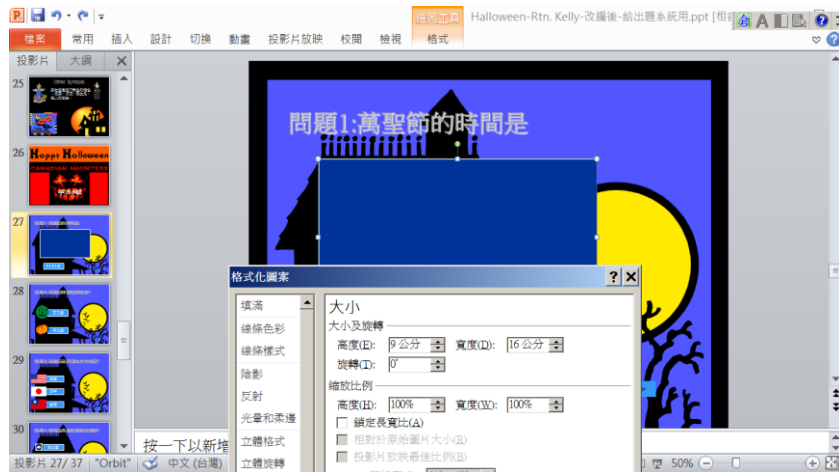 繪圖工具
Halloween-Rtn. Kelly-改編後-給出題系統用.ppt [相
檔案 常用 插入 設計 切換 動畫 投影片放映 校閱 檢視 格式
投影片 大綱
25
Other Symbols
26
Happy Halloween
CANADIAN HAUNTERS
27
28
29
30
問題1:萬聖節的時間是
格式化圖案
填滿
線條色彩
線條樣式
陰影
反射
光暈和柔邊
立體格式
立體旋轉
大小
大小及旋轉
高度(E): 9 公分 寬度(D): 16 公分
旋轉(T): 0°
縮放比例
高度(H): 100% 寬度(W): 100%
鎖定長寬比(A)
相對於原始圖片大小(R)
投影片放映最佳比例(B)
按一下以新增
投影片 27/ 37 "Orbit" 中文 (台灣) 50%